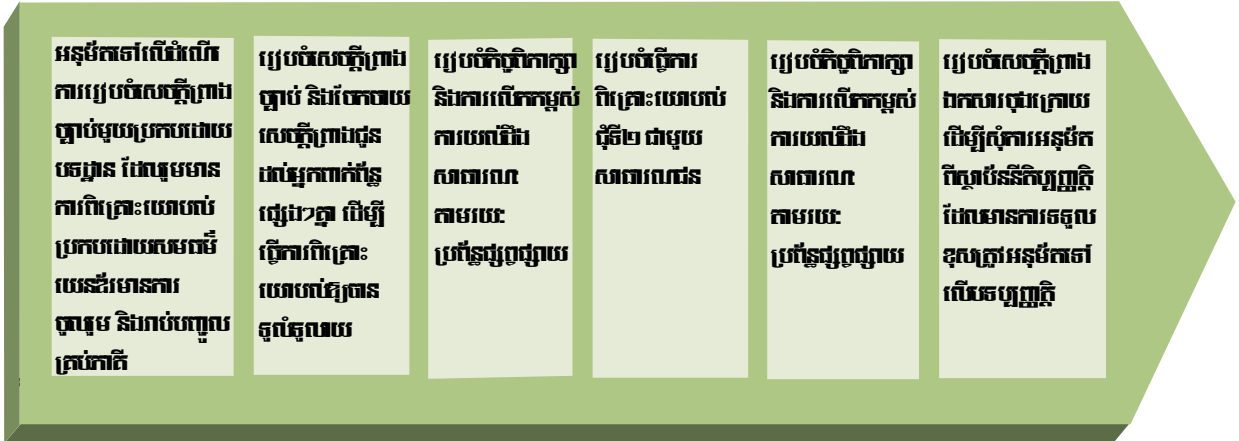 អនុម័តទៅលើដំណើ
ការរៀបចំសេចក្តីព្រាង
ច្បាប់មួយប្រកបដោយ
បទដ្ឋាន ដែលរួមមាន
ការពិគ្រោះយោបល់
ប្រកបដោយសមធម៌
យេនឌ័រមានការ
ចូលរួម និងរាប់បញ្ចូល
គ្រប់ភាគី
រៀបចំសេចក្តីព្រាង
ច្បាប់ និងចែកចាយ
សេចក្តីព្រាងជូន
ដល់អ្នកពាក់ព័ន្ធ
ផ្សេងៗគ្នា ដើម្បី
ធ្វើការពិគ្រោះ
យោបល់ឱ្យបាន
ទូលំទូលាយ
រៀបចំកិច្ចពិភាក្សា
និងការលើកកម្ពស់
ការយល់ដឹង
សាធារណៈ
តាមរយៈ
ប្រព័ន្ធផ្សព្វផ្សាយ
រៀបចំធ្វើការ
ពិគ្រោះយោបល់
ជុំទី២ ជាមួយ
សាធារណជន
រៀបចំកិច្ចពិភាក្សា
និងការលើកកម្ពស់
ការយល់ដឹង
សាធារណៈ
តាមរយៈ
ប្រព័ន្ធផ្សព្វផ្សាយ
រៀបចំសេចក្តីព្រាង
ឯកសារចុងក្រោយ
ដើម្បីសុំការអនុម័ត
ពីស្ថាប័ននីតិប្បញ្ញត្តិ
ដែលមានការទទួល
ខុសត្រូវអនុម័តទៅ
លើបទប្បញ្ញត្តិ